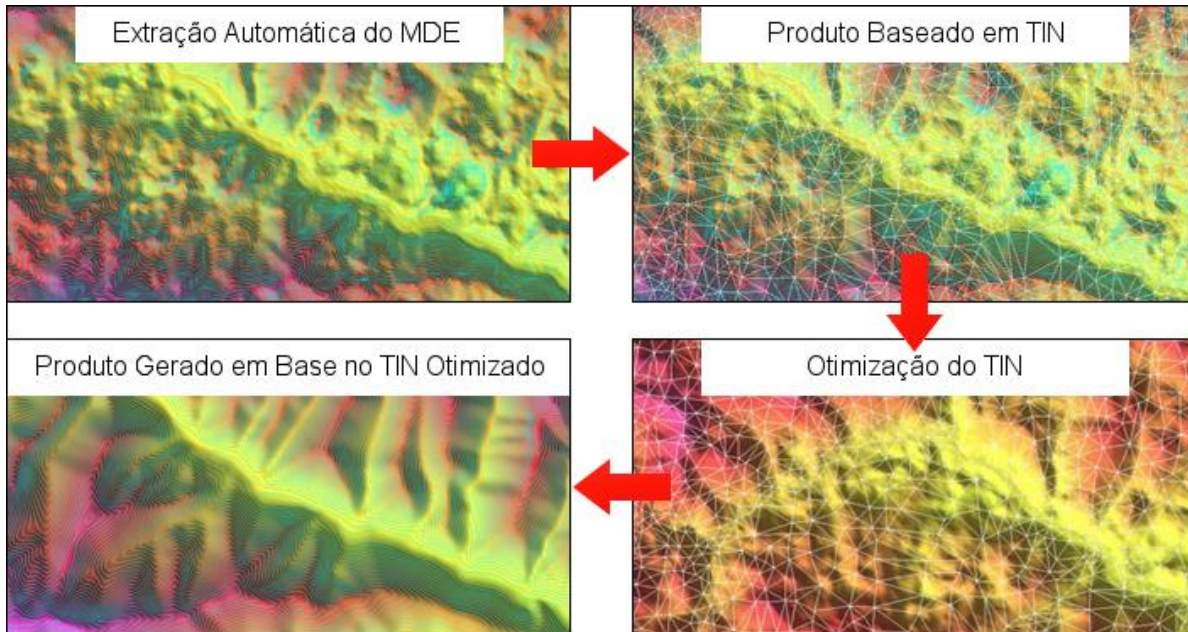 Extração Automática do MDE
Produto Baseado em TIN
Otimização do TIN
Produto Gerado em Base no TIN Otimizado